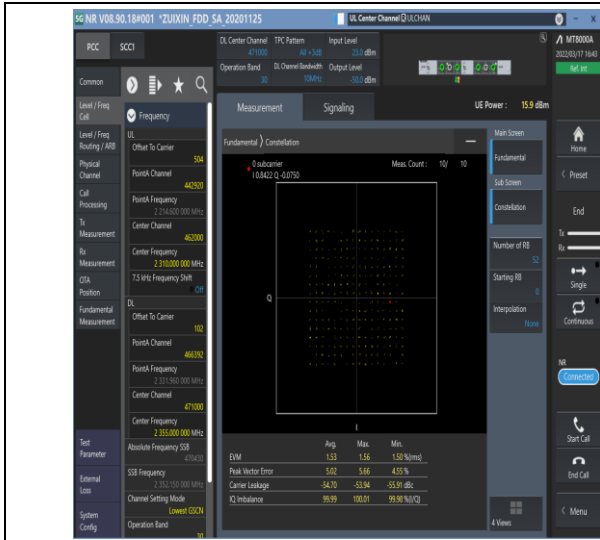 5G NR V08.90.18#001 *ZUIXIN_FDD_SA_20201125
UL Center Channel ULCHAN
PCC SCC1
DL Center Channel TPC Pattern Input Level
471000 All +3dB 23.0 dBm
Operation Band DL Channel Bandwidth Output Level
30 10MHz -50.0 dBm
MT8000A
2022/03/17 16:43
Ref. Int
Common
Level / Freq
Cell
Level / Freq
Routing / ARB
Physical
Channel
Call
Processing
Tx
Measurement
Rx
Measurement
OTA
Position
Fundamental
Measurement
Test
Parameter
External
Loss
System
Config
Frequency
UL
Offset To Carrier
504
PointA Channel
442920
PointA Frequency
2 214.600 000 MHz
Center Channel
462000
Center Frequency
2 310.000 000 MHz
7.5 kHz Frequency Shift
Off
DL
Offset To Carrier
102
PointA Channel
466392
PointA Frequency
2 331.960 000 MHz
Center Channel
471000
Center Frequency
2 355.000 000 MHz
Absolute Frequency SSB
470430
SSB Frequency
2 352.150 000 MHz
Channel Setting Mode
Lowest GSCN
Operation Band
30
Measurement Signaling
UE Power : 15.9 dBm
Fundamental Constellation
0 subcarrier Meas. Count : 10/ 10
I 0.8422 Q -0.0750
Q
I
Avg. Max. Min.
EVM 1.53 1.56 1.50 %(rms)
Peak Vector Error 5.02 5.66 4.55 %
Carrier Leakage -54.70 -53.94 -55.91 dBc
IQ Imbalance 99.99 100.01 99.98 %(I/Q)
Main Screen
Fundamental
Sub Screen
Constellation
Number of RB
52
Starting RB
0
Interpolation
None
4 Views
Home
Preset
End
Tx
Rx
Single
Continuous
NR
Connected
Start Call
End Call
Menu